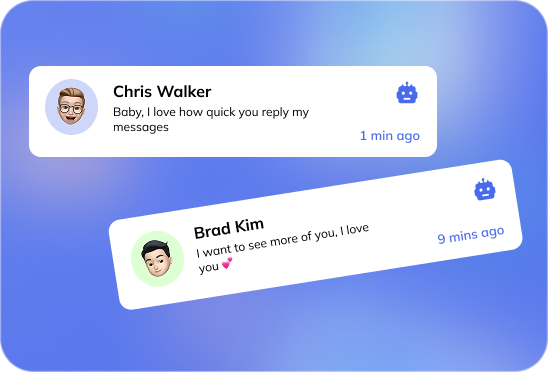 Chris Walker
Baby, I love how quick you reply my
messages
1 min ago
Brad Kim
I want to see more of you, I love
you 💕
9 mins ago